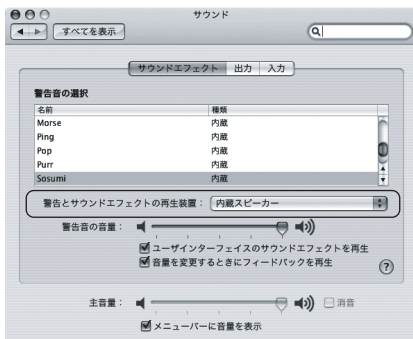 サウンド
すべてを表示
サウンドエフェクト 出力 入力
警告音の選択
名前 種類
Morse 内蔵
Ping 内蔵
Pop 内蔵
Purr 内蔵
Sosumi 内蔵
警告とサウンドエフェクトの再生装置： 内蔵スピーカー
警告音の音量：
ユーザインターフェイスのサウンドエフェクトを再生
音量を変更するときにフィードバックを再生
?
主音量： 消音
メニューバーに音量を表示